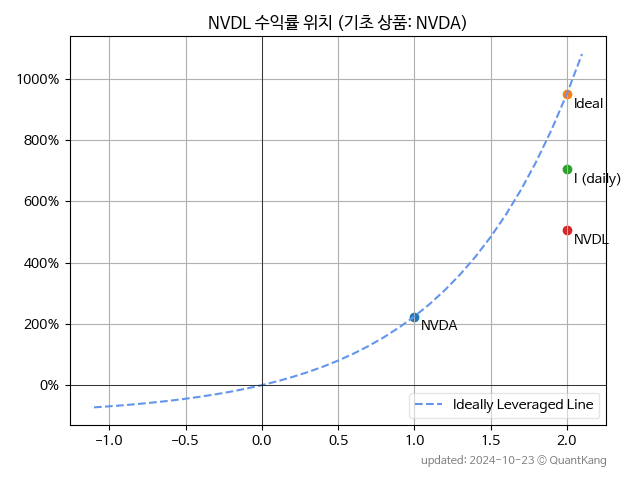 NVDL 수익률 위치 (기초 상품: NVDA)
1000%
800%
600%
400%
200%
0%
Ideal
I (daily)
NVDL
NVDA
Ideally Leveraged Line
-1.0
-0.5
0.0
0.5
1.0
1.5
2.0
updated: 2024-10-23 © QuantKang